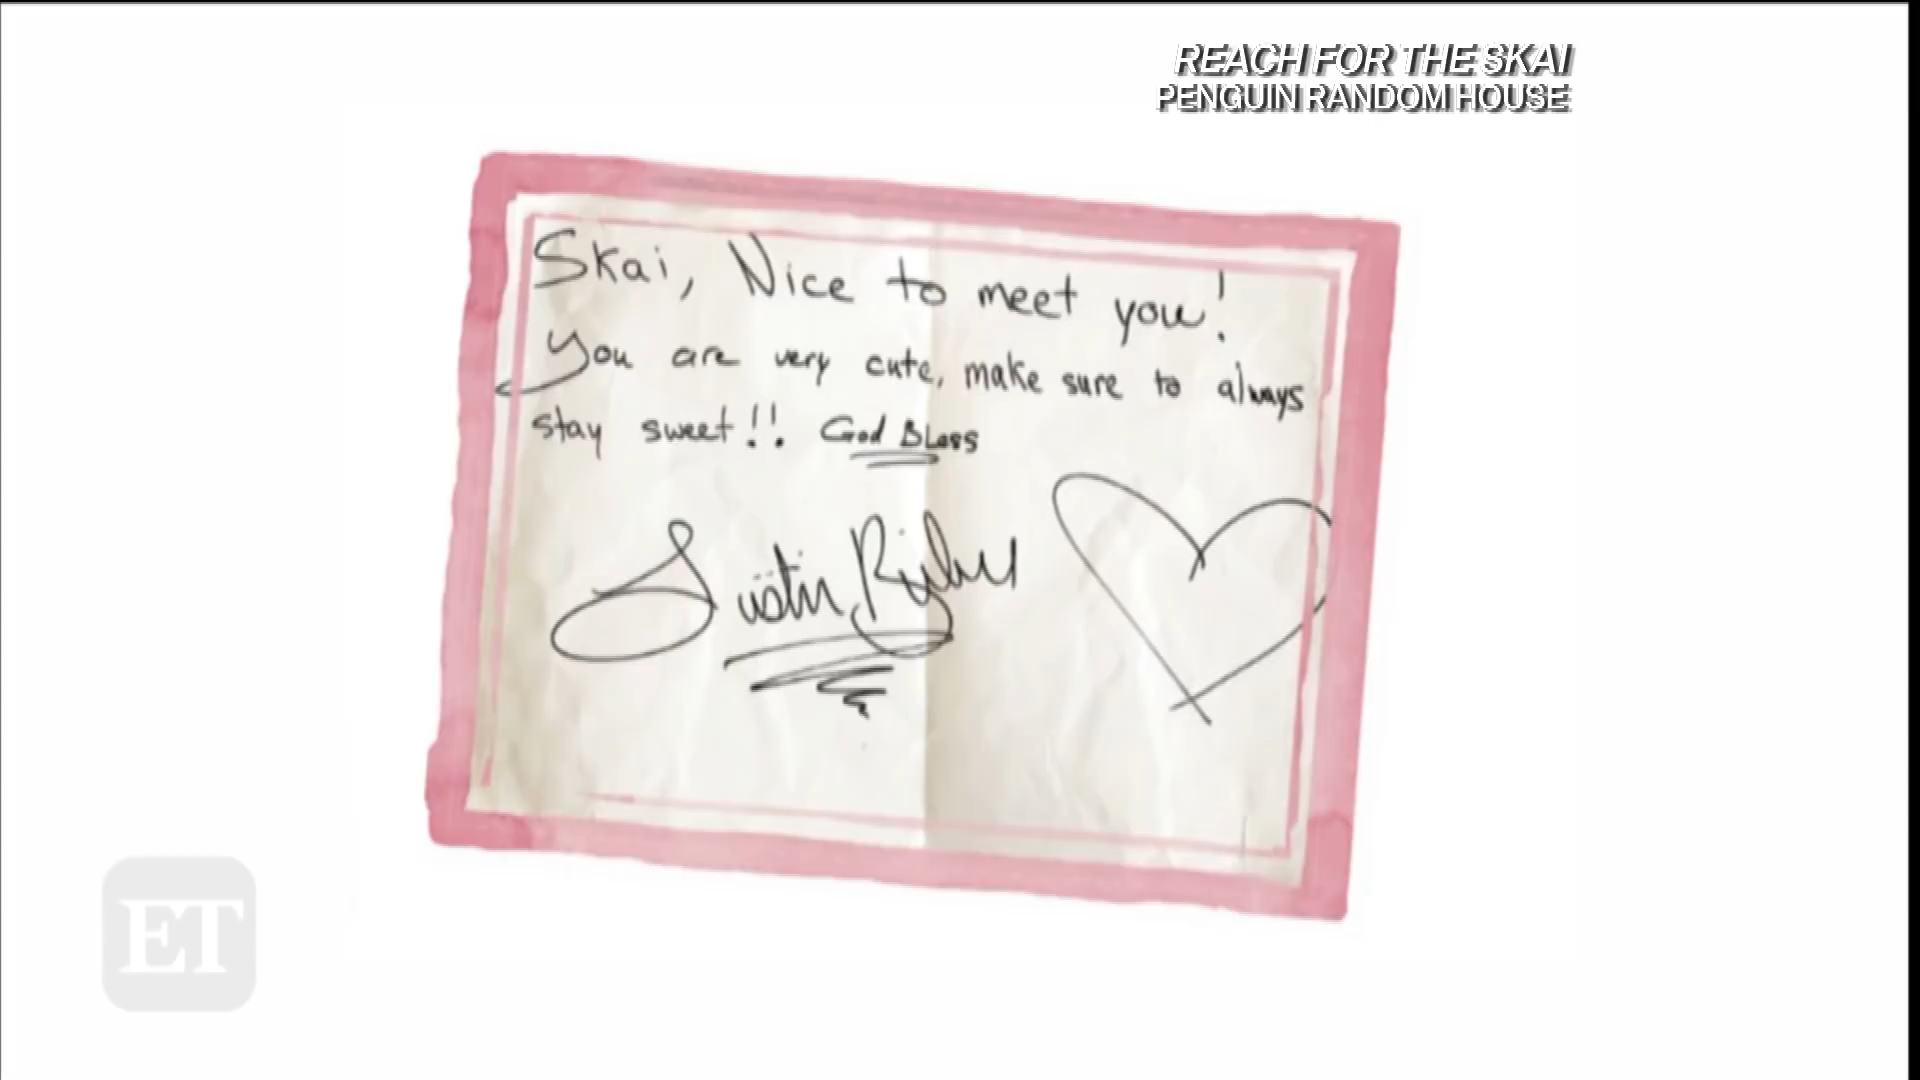 REACH FOR THE SKAI
PENGUIN RANDOM HOUSE
Skai, Nice to meet you!
You are very cute, make sure to always
stay sweet!! God Bless
Justin
ET